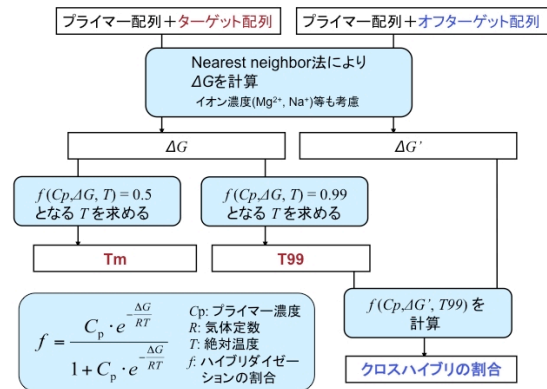 プライマー配列+ターゲット配列
プライマー配列+オフターゲット配列
Nearest neighbor法により
ΔGを計算
イオン濃度(Mg²⁺, Na⁺)等も考慮
ΔG
ΔG’
f (Cp,ΔG, T) = 0.5
となる T を求める
f (Cp,ΔG, T) = 0.99
となる T を求める
Tm
T99
f = Cp · e^(-ΔG/RT) / (1 + Cp · e^(-ΔG/RT))
Cp: プライマー濃度
R: 気体定数
T: 絶対温度
f: ハイブリダイゼー
ションの割合
f (Cp,ΔG’, T99) を
計算
クロスハイブリの割合